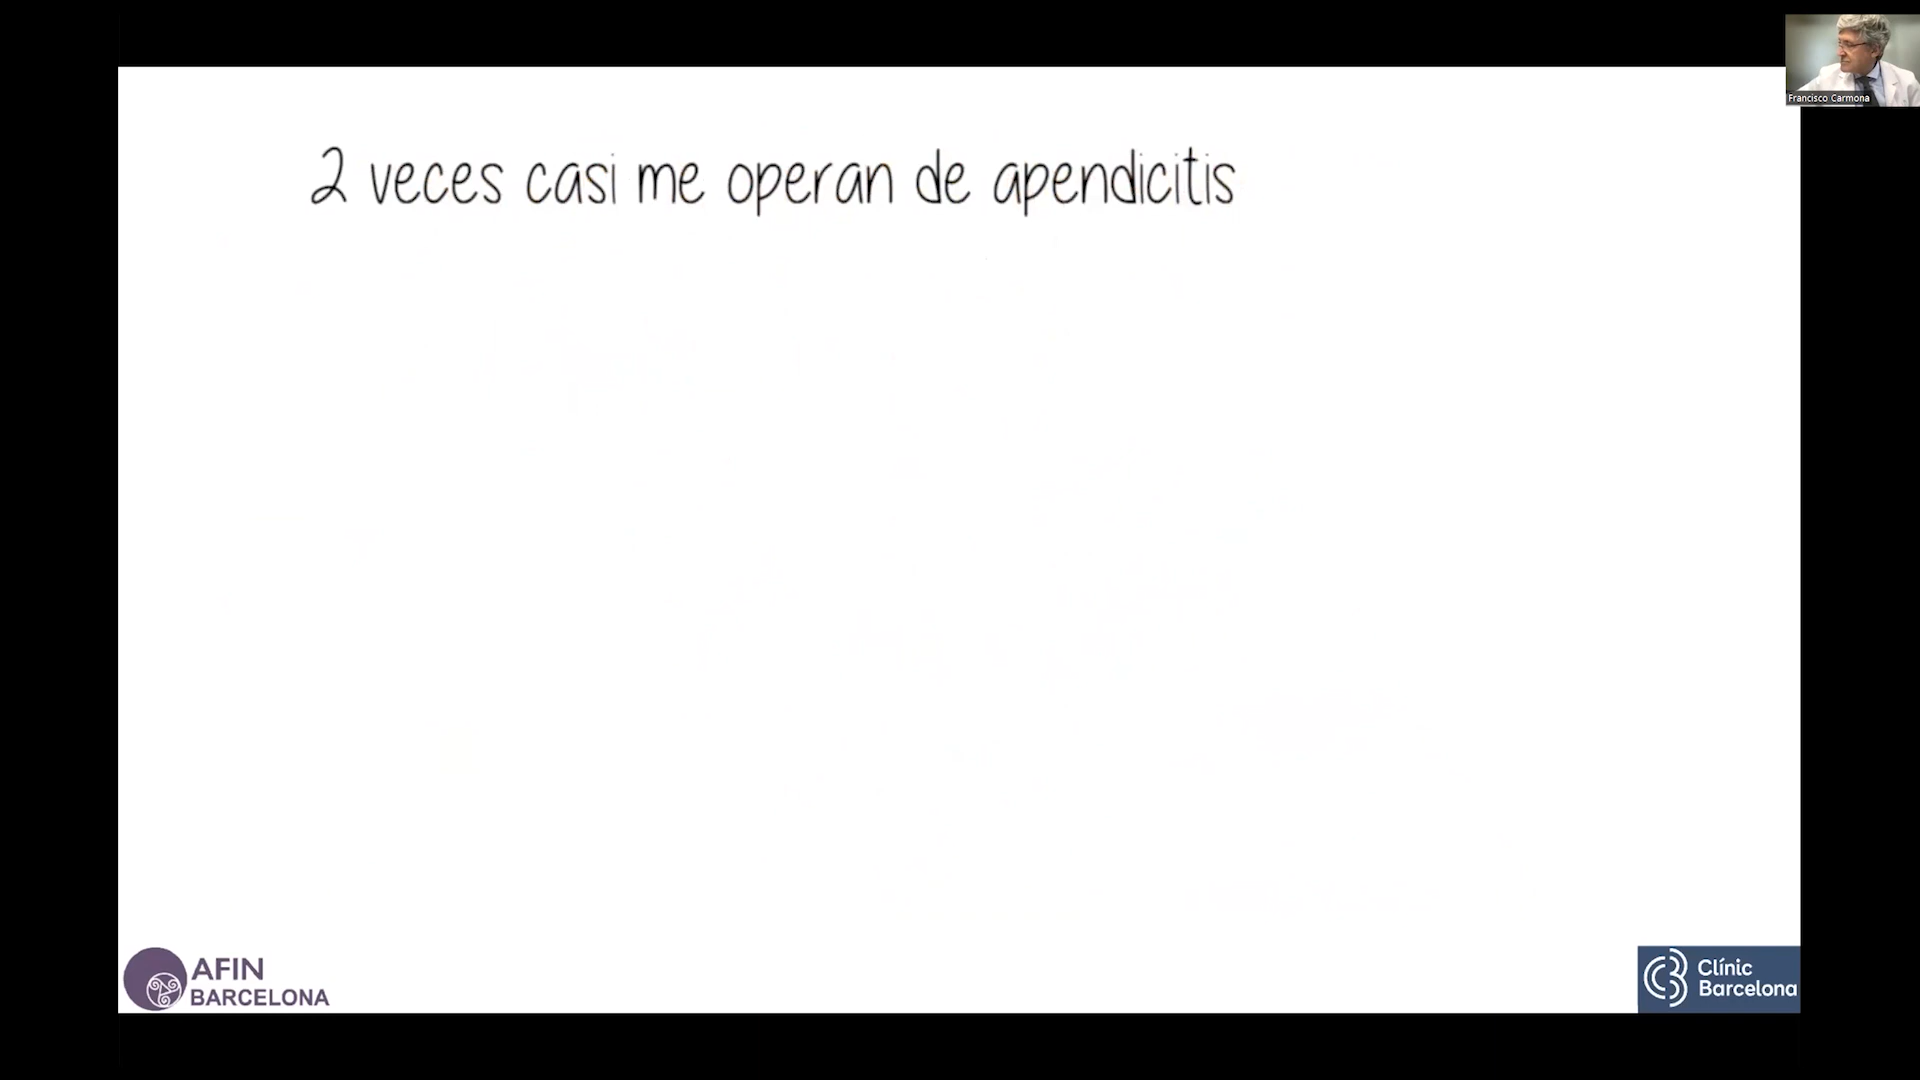 Francisco Carmona
2 veces casi me operan de apendicitis
AFIN
BARCELONA
Clínic
Barcelona